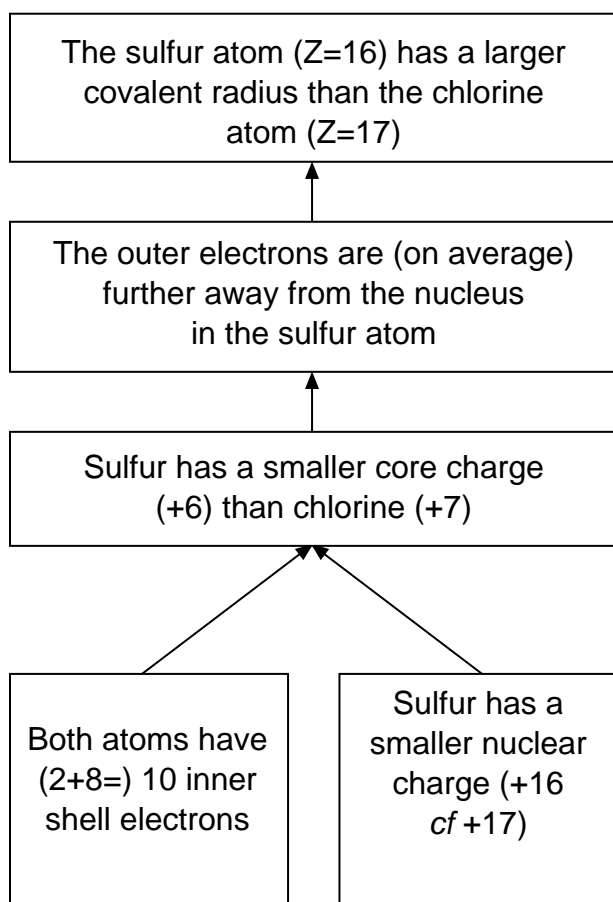 The sulfur atom (Z=16) has a larger
covalent radius than the chlorine
atom (Z=17)
The outer electrons are (on average)
further away from the nucleus
in the sulfur atom
Sulfur has a smaller core charge
(+6) than chlorine (+7)
Both atoms have
(2+8=) 10 inner
shell electrons
Sulfur has a
smaller nuclear
charge (+16
cf +17)